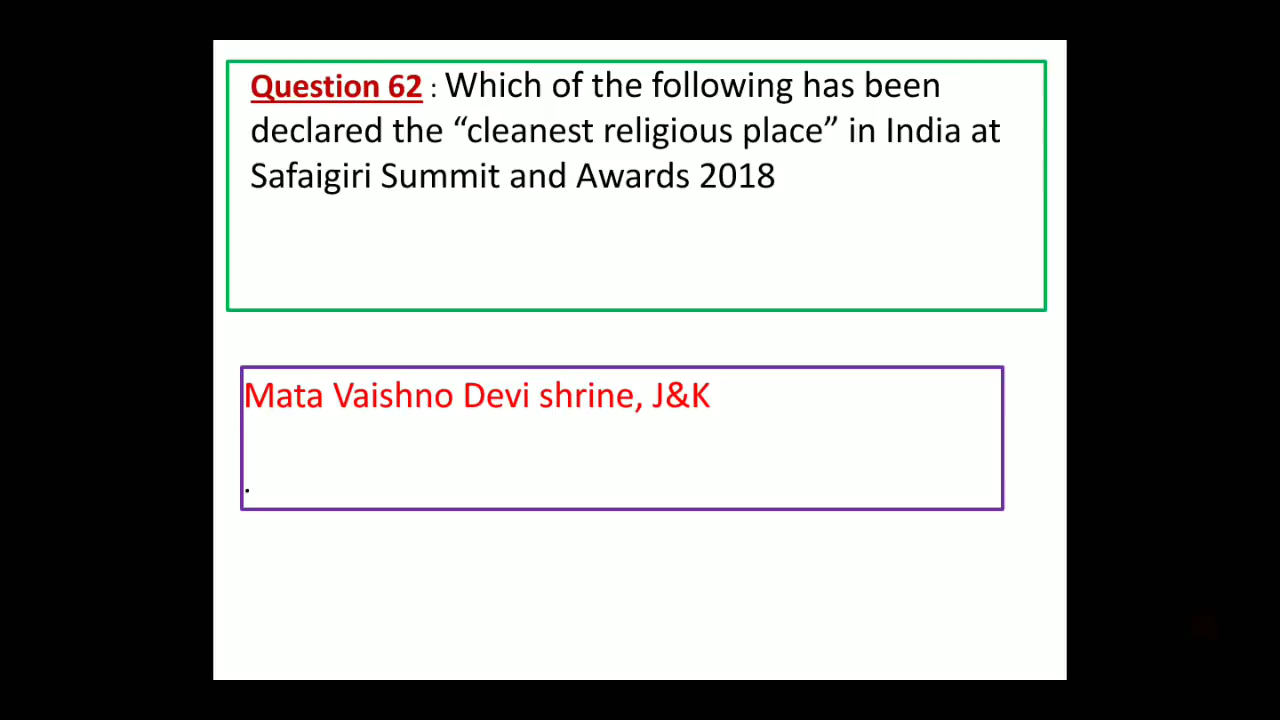 Question 62 : Which of the following has been
declared the “cleanest religious place” in India at
Safaigiri Summit and Awards 2018
Mata Vaishno Devi shrine, J&K
.